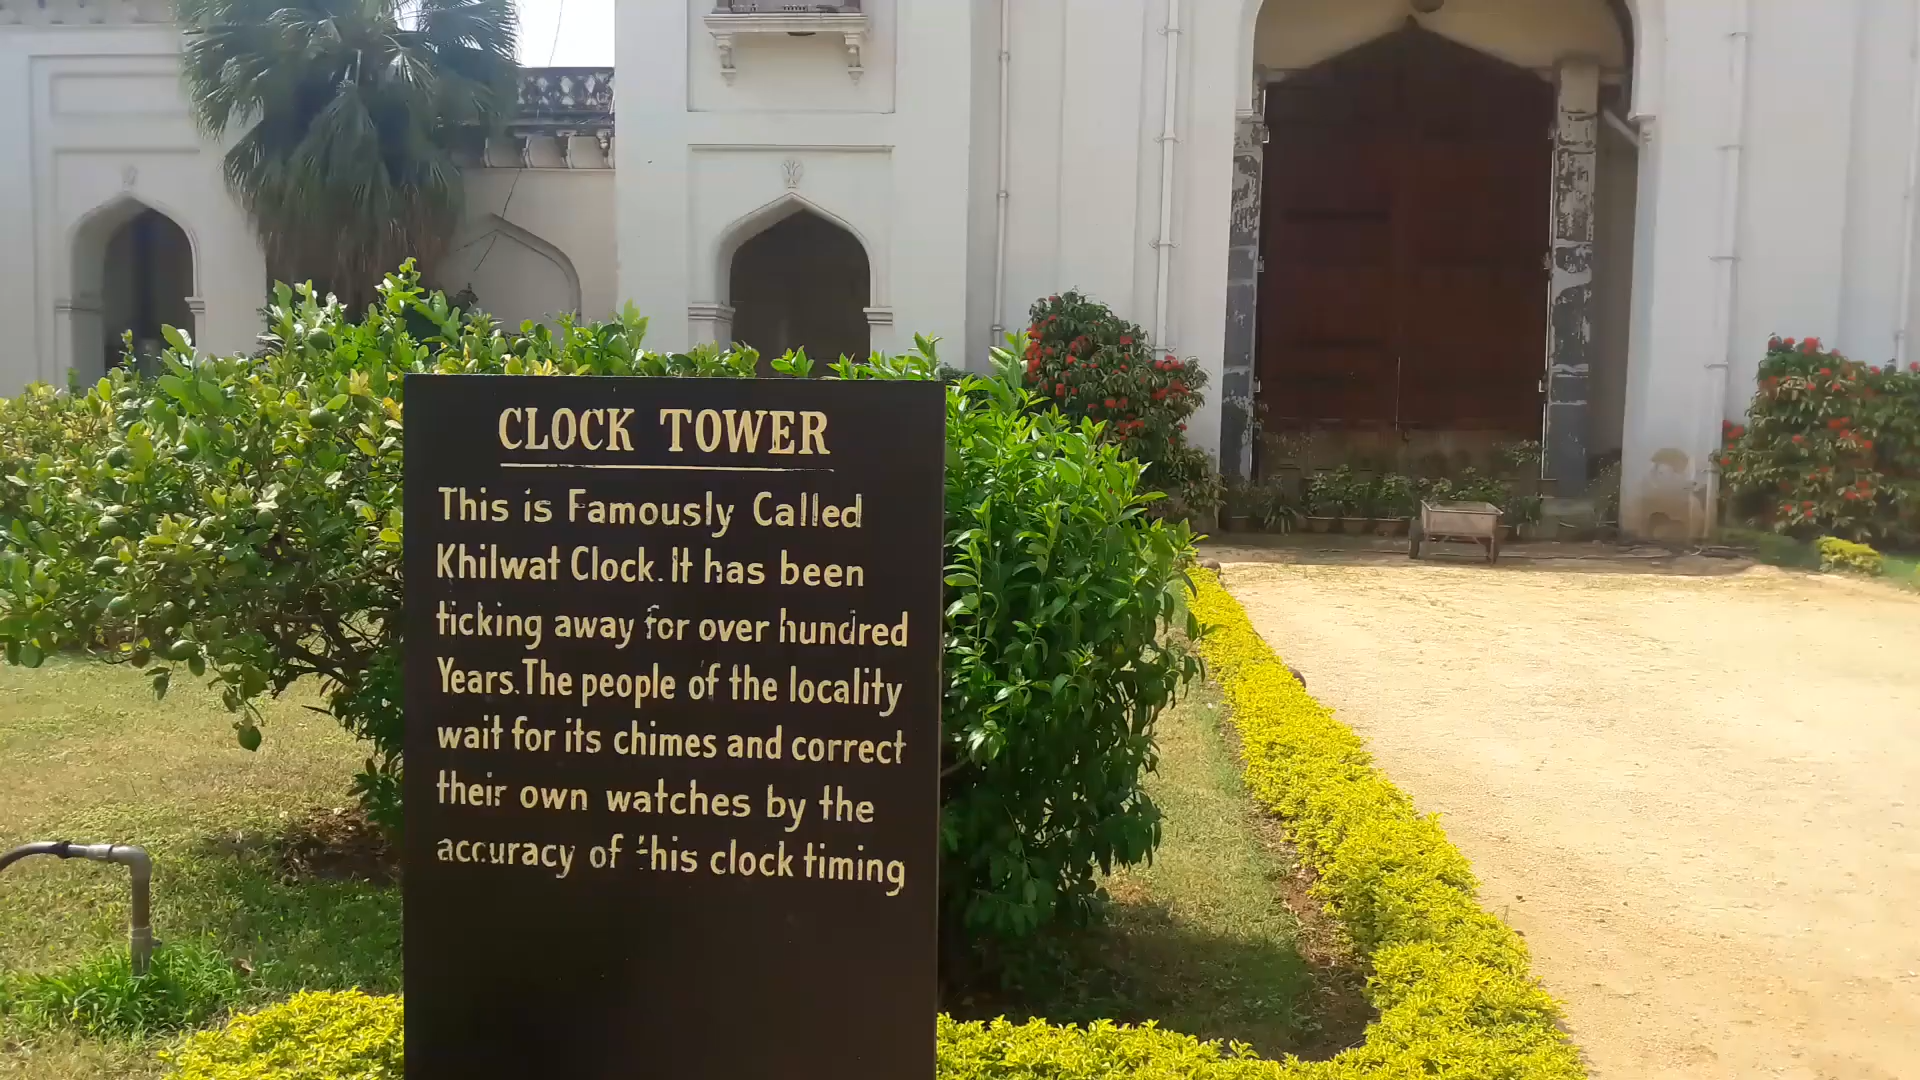 CLOCK TOWER
This is Famously Called
Khilwat Clock. It has been
ticking away for over hundred
Years. The people of the locality
wait for its chimes and correct
their own watches by the
accuracy of this clock timing